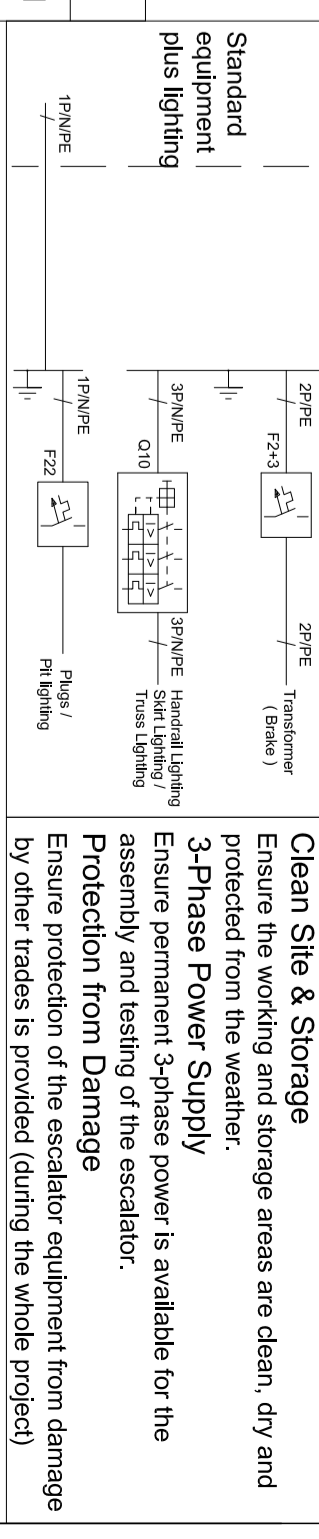 Standard
equipment
plus lighting
2P/PE
F2+3
2P/PE
Transformer
( Brake )
3P/N/PE
Q10
I> I> I>
3P/N/PE
Handrail Lighting
Skirt Lighting /
Truss Lighting
1P/N/PE
1P/N/PE
F22
Plugs /
Pit lighting
Clean Site & Storage
Ensure the working and storage areas are clean, dry and
protected from the weather.
3-Phase Power Supply
Ensure permanent 3-phase power is available for the
assembly and testing of the escalator.
Protection from Damage
Ensure protection of the escalator equipment from damage
by other trades is provided (during the whole project)